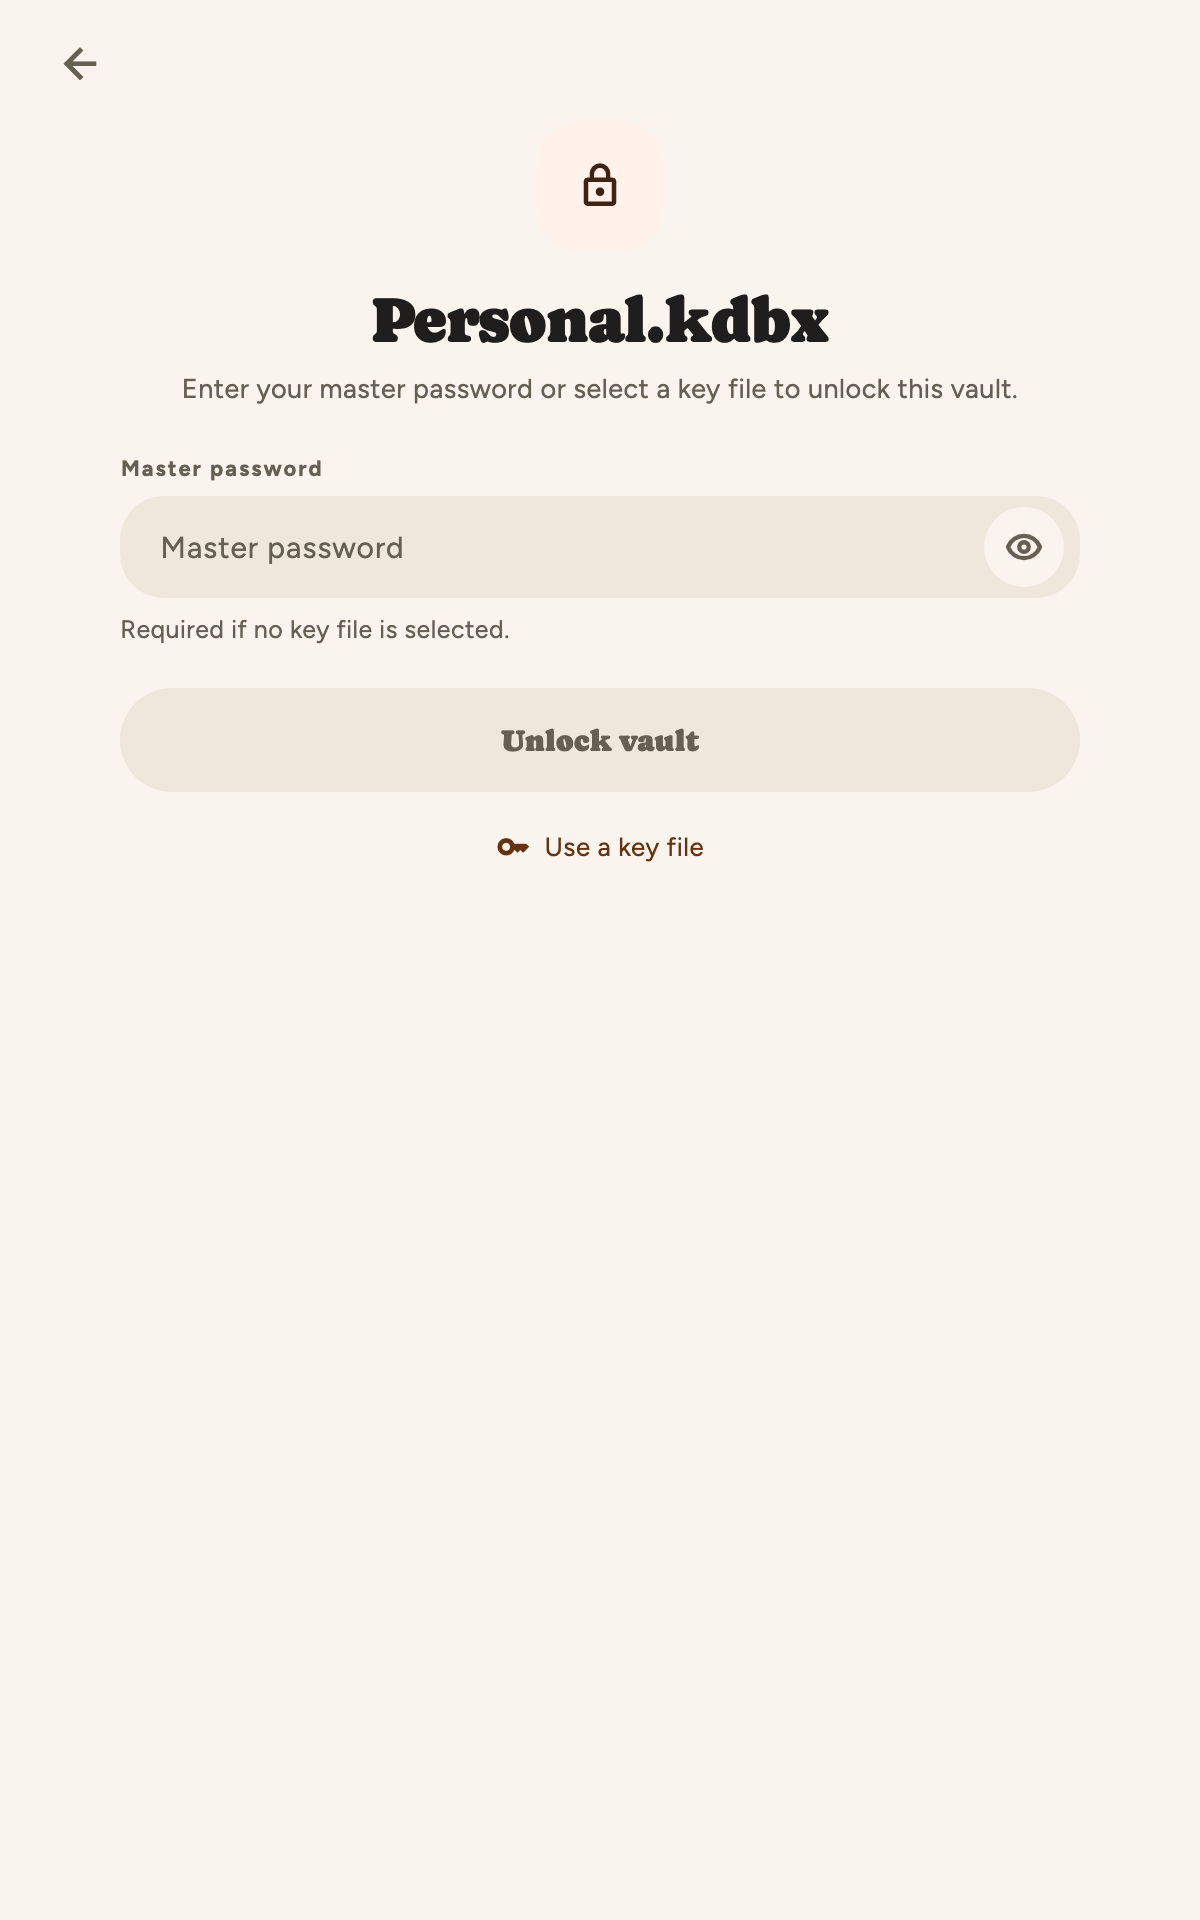 Personal.kdbx
Enter your master password or select a key file to unlock this vault.
Master password
Master password
Required if no key file is selected.
Unlock vault
Use a key file